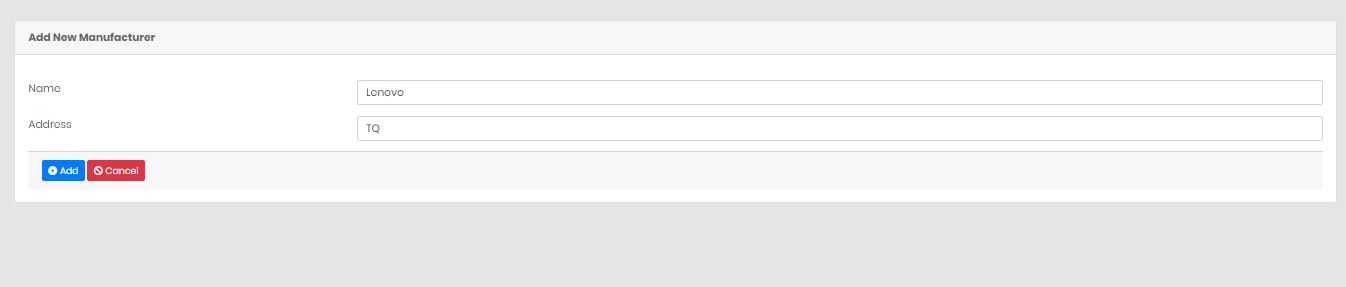 Add New Manufacturer
Name
Lenovo
Address
TQ
Add Cancel